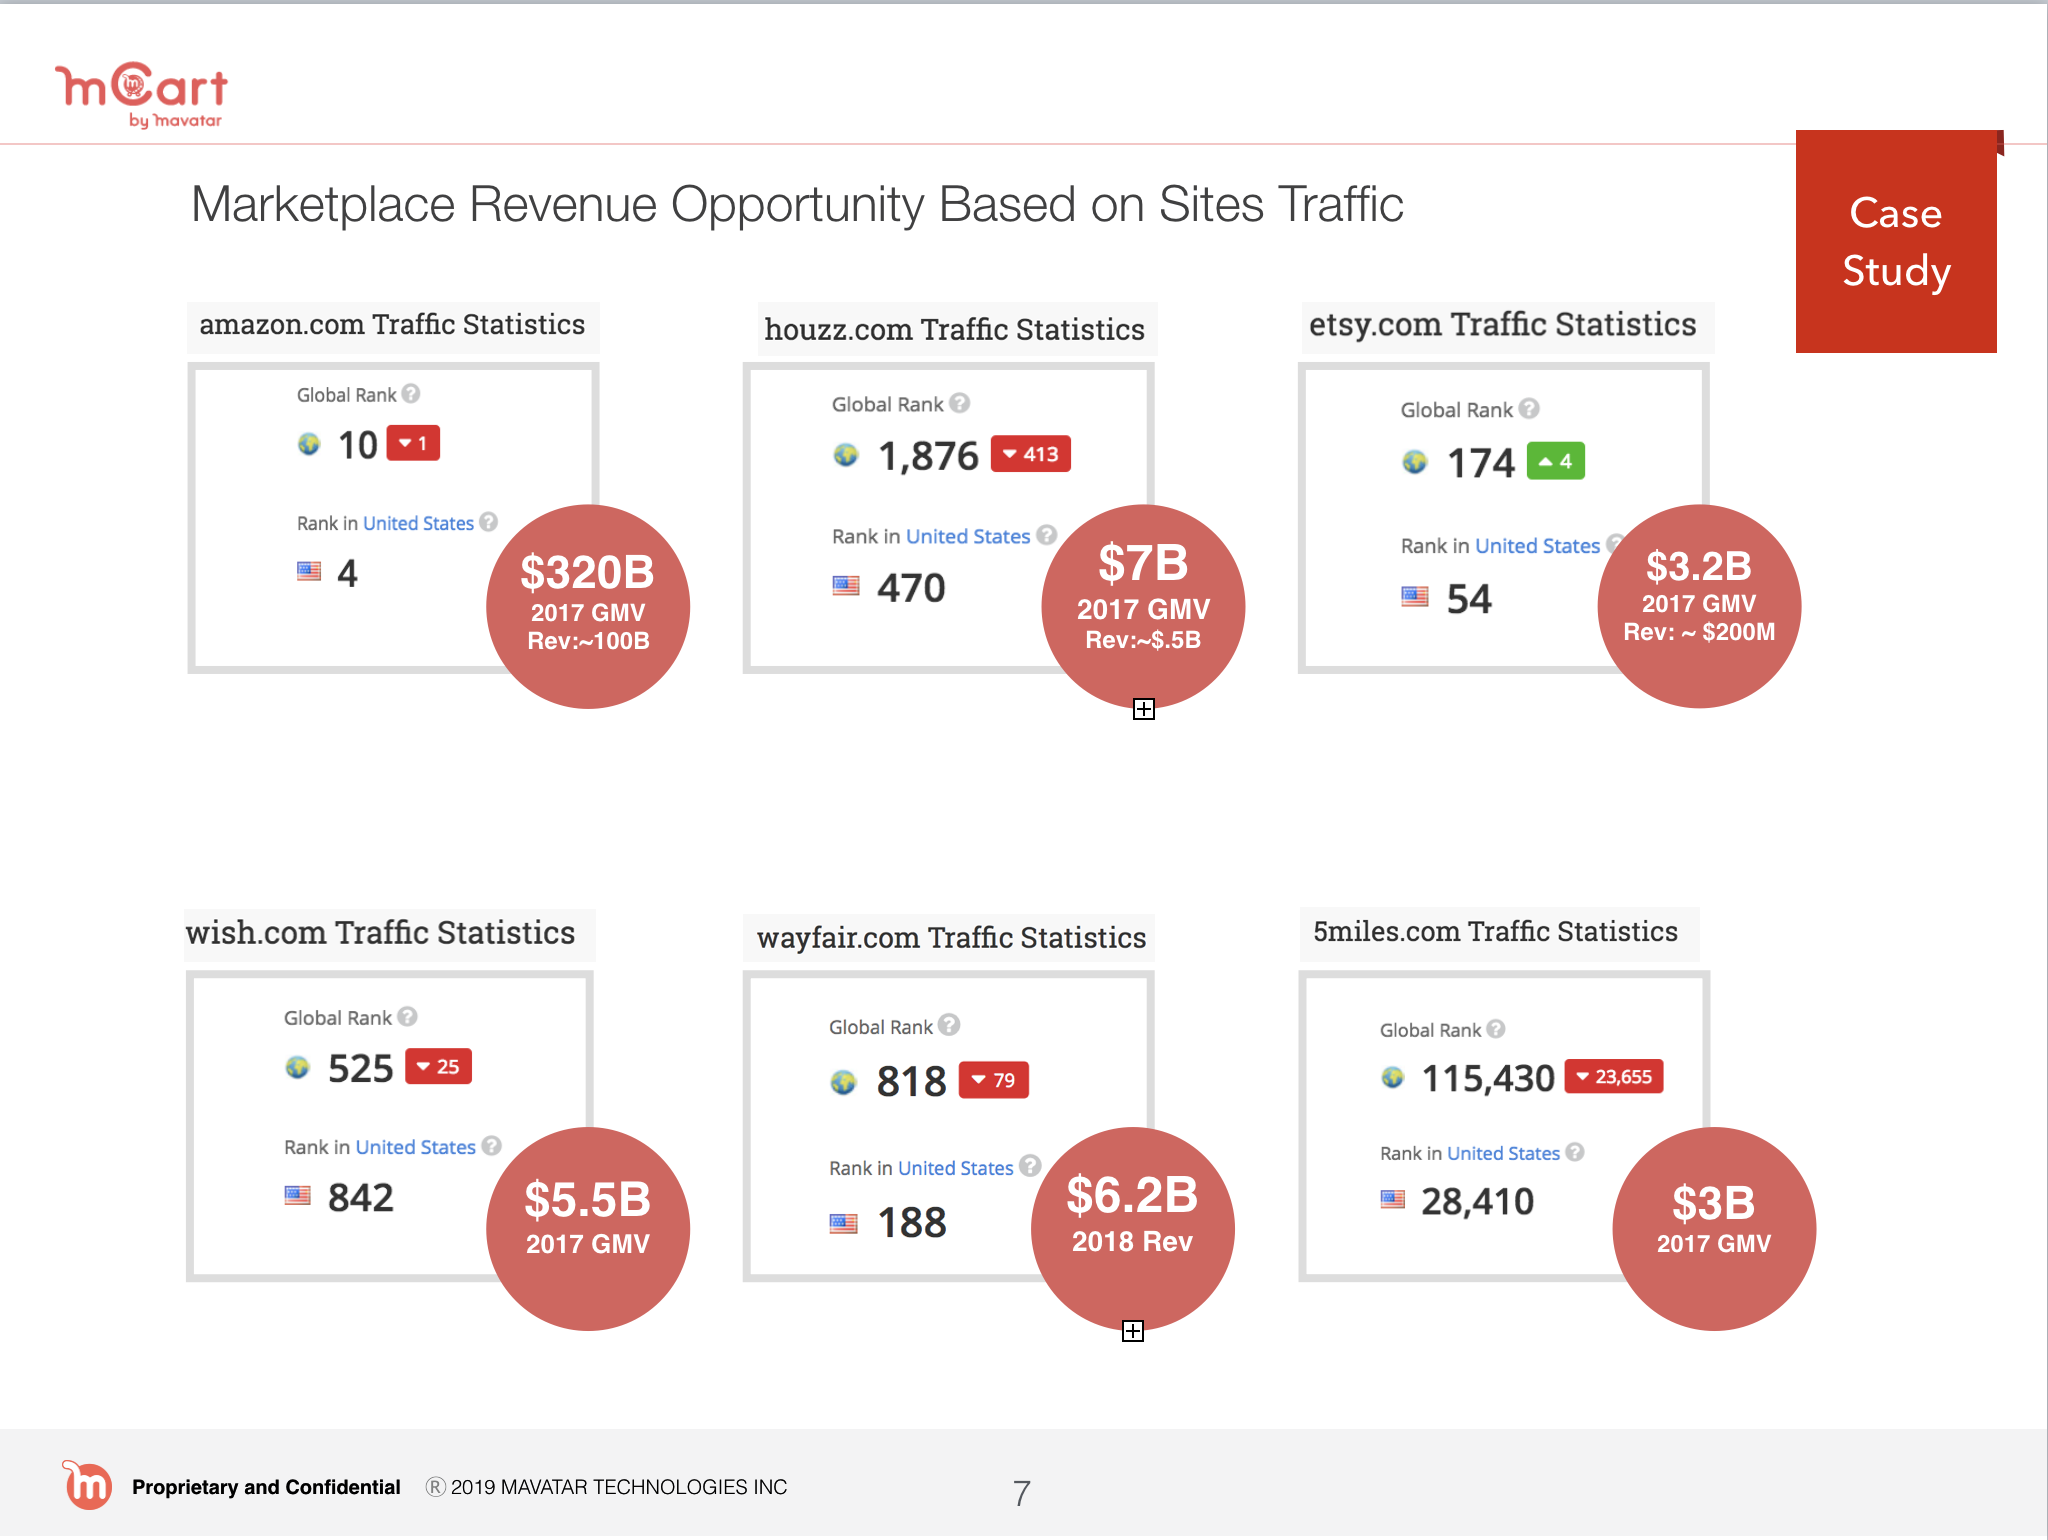 mCart
by mavatar
Case
Study
Marketplace Revenue Opportunity Based on Sites Traffic
amazon.com Traffic Statistics
Global Rank ?
10 1
Rank in United States ?
4
$320B
2017 GMV
Rev:~100B
houzz.com Traffic Statistics
Global Rank ?
1,876 413
Rank in United States ?
470
$7B
2017 GMV
Rev:~$.5B
etsy.com Traffic Statistics
Global Rank ?
174 4
Rank in United States ?
54
$3.2B
2017 GMV
Rev: ~ $200M
wish.com Traffic Statistics
Global Rank ?
525 25
Rank in United States ?
842
$5.5B
2017 GMV
wayfair.com Traffic Statistics
Global Rank ?
818 79
Rank in United States ?
188
$6.2B
2018 Rev
5miles.com Traffic Statistics
Global Rank ?
115,430 23,655
Rank in United States ?
28,410
$3B
2017 GMV
m Proprietary and Confidential ® 2019 MAVATAR TECHNOLOGIES INC
7